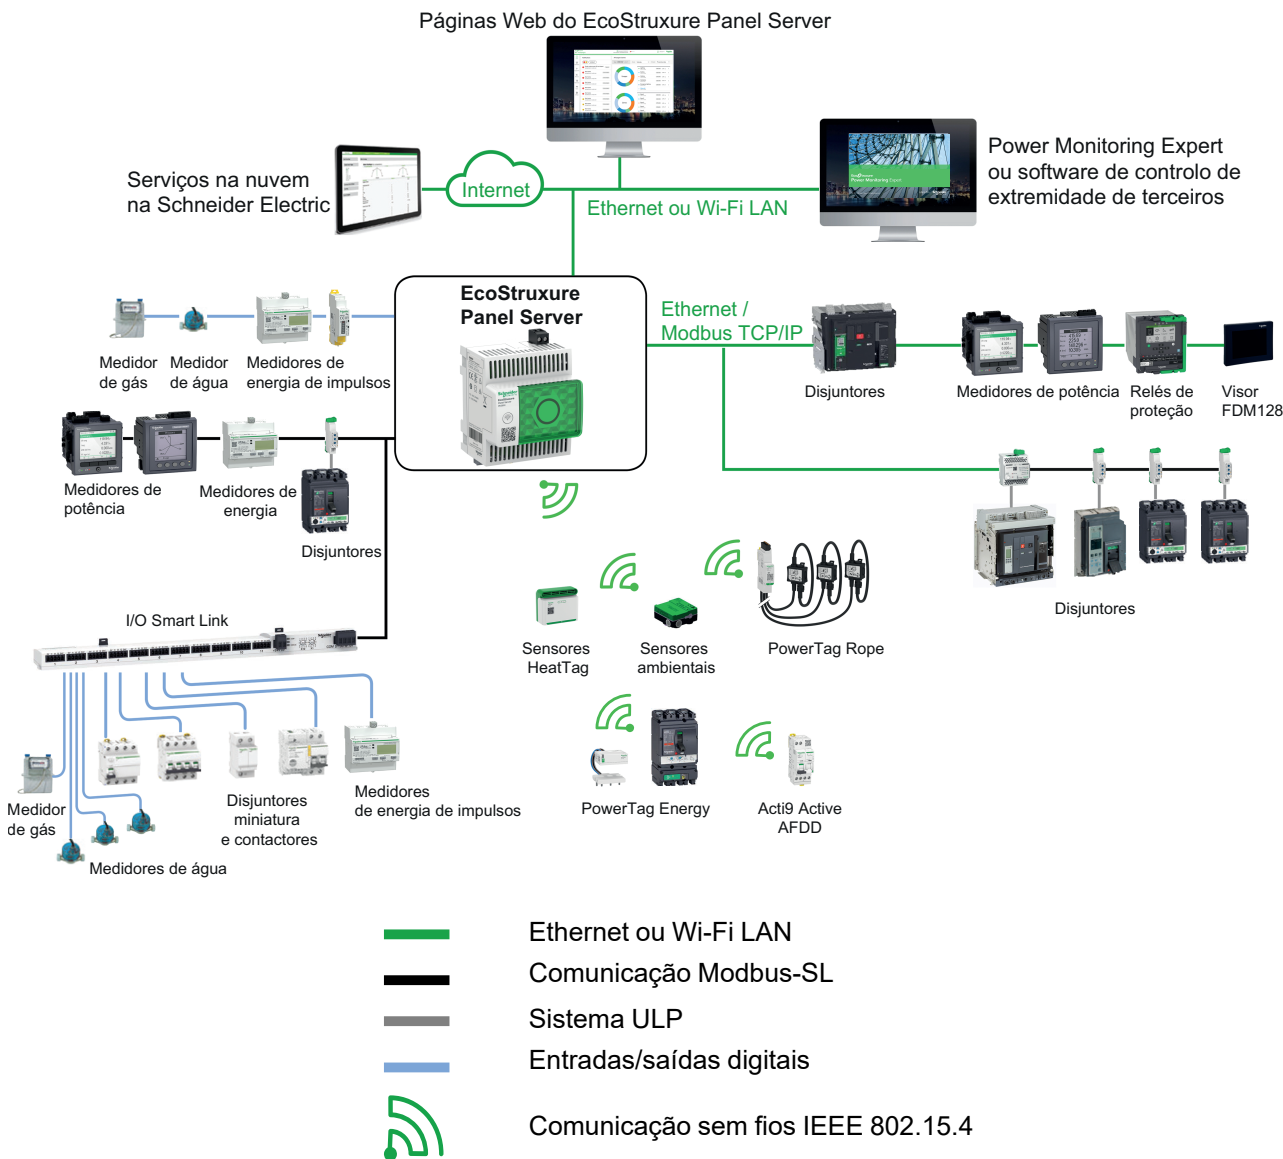 Páginas Web do EcoStruxure Panel Server
Serviços na nuvem
na Schneider Electric
Internet
Ethernet ou Wi-Fi LAN
Power Monitoring Expert
ou software de controlo de
extremidade de terceiros
EcoStruxure
Panel Server
Ethernet /
Modbus TCP/IP
Medidor
de gás
Medidor
de água
Medidores de
energia de impulsos
Disjuntores
Medidores de potência
Relés de
proteção
Visor
FDM128
Medidores de
potência
Medidores de
energia
Disjuntores
Disjuntores
I/O Smart Link
Sensores
HeatTag
Sensores
ambientais
PowerTag Rope
Medidor
de gás
Medidores de água
Disjuntores
miniatura
e contactores
Medidores
de energia de impulsos
PowerTag Energy
Acti9 Active
AFDD
Ethernet ou Wi-Fi LAN
Comunicação Modbus-SL
Sistema ULP
Entradas/saídas digitais
Comunicação sem fios IEEE 802.15.4